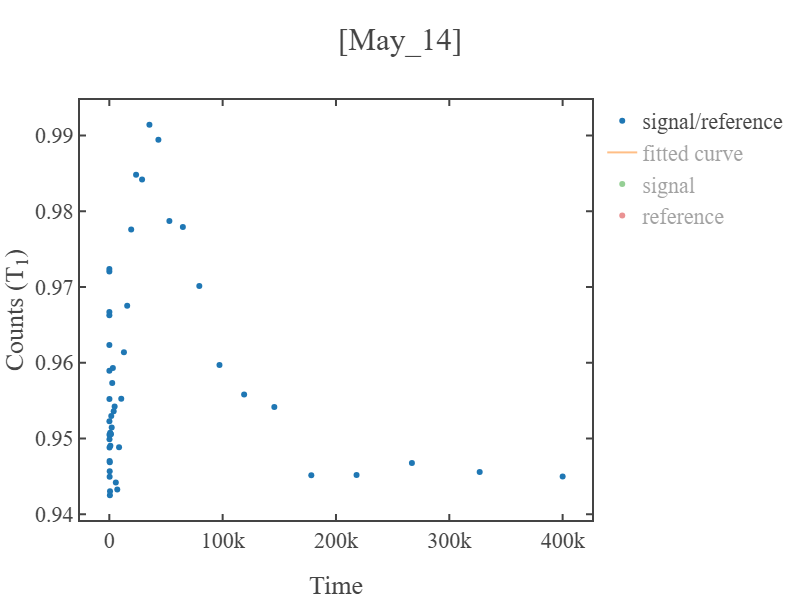 [May_14]
signal/reference
fitted curve
signal
reference
Counts (T1)
0.99
0.98
0.97
0.96
0.95
0.94
0 100k 200k 300k 400k
Time